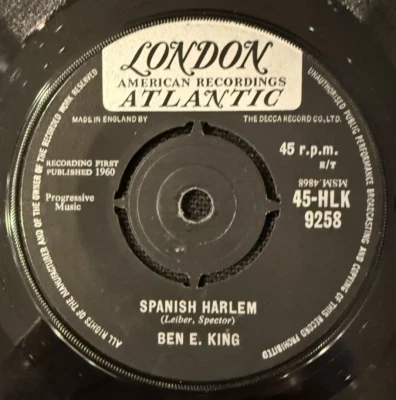 LONDON
AMERICAN RECORDINGS
ATLANTIC
MADE IN ENGLAND BY
THE DECCA RECORD CO., LTD.
RECORDING FIRST
PUBLISHED 1960
Progressive
Music
45 r.p.m.
R/T
MSM.4868
45-HLK
9258
SPANISH HARLEM
(Leiber, Spector)
BEN E. KING
ALL RIGHTS OF THE MANUFACTURER AND OF THE OWNER OF THE RECORDED WORK RESERVED
UNAUTHORISED PUBLIC PERFORMANCE BROADCASTING AND COPYING OF THIS RECORD PROHIBITED